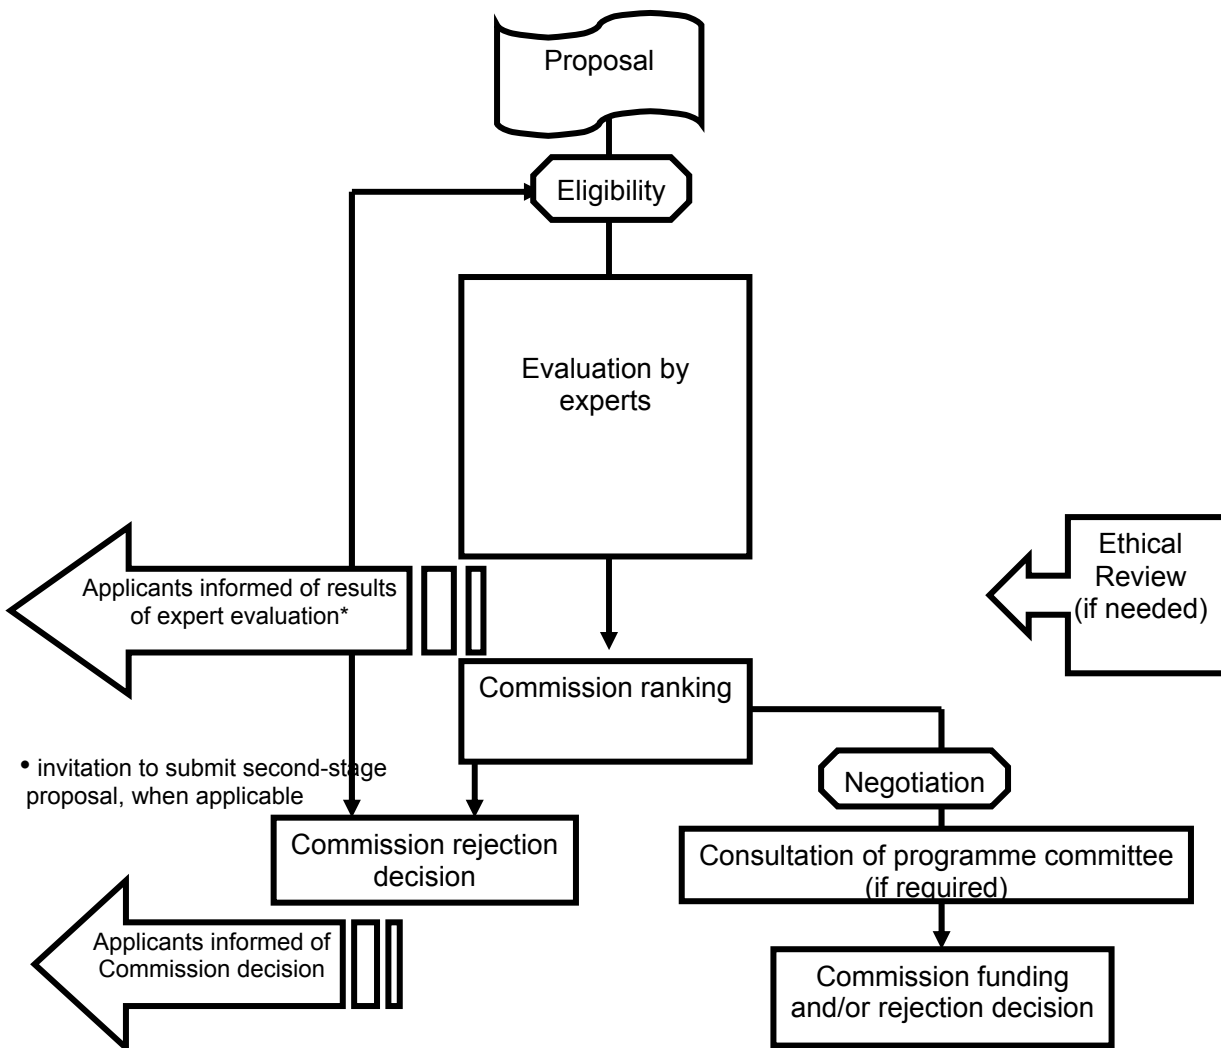 Proposal
Eligibility
Evaluation by
experts
Ethical
Review
(if needed)
Applicants informed of results
of expert evaluation*
Commission ranking
• invitation to submit second-stage
proposal, when applicable
Negotiation
Commission rejection
decision
Consultation of programme committee
(if required)
Applicants informed of
Commission decision
Commission funding
and/or rejection decision